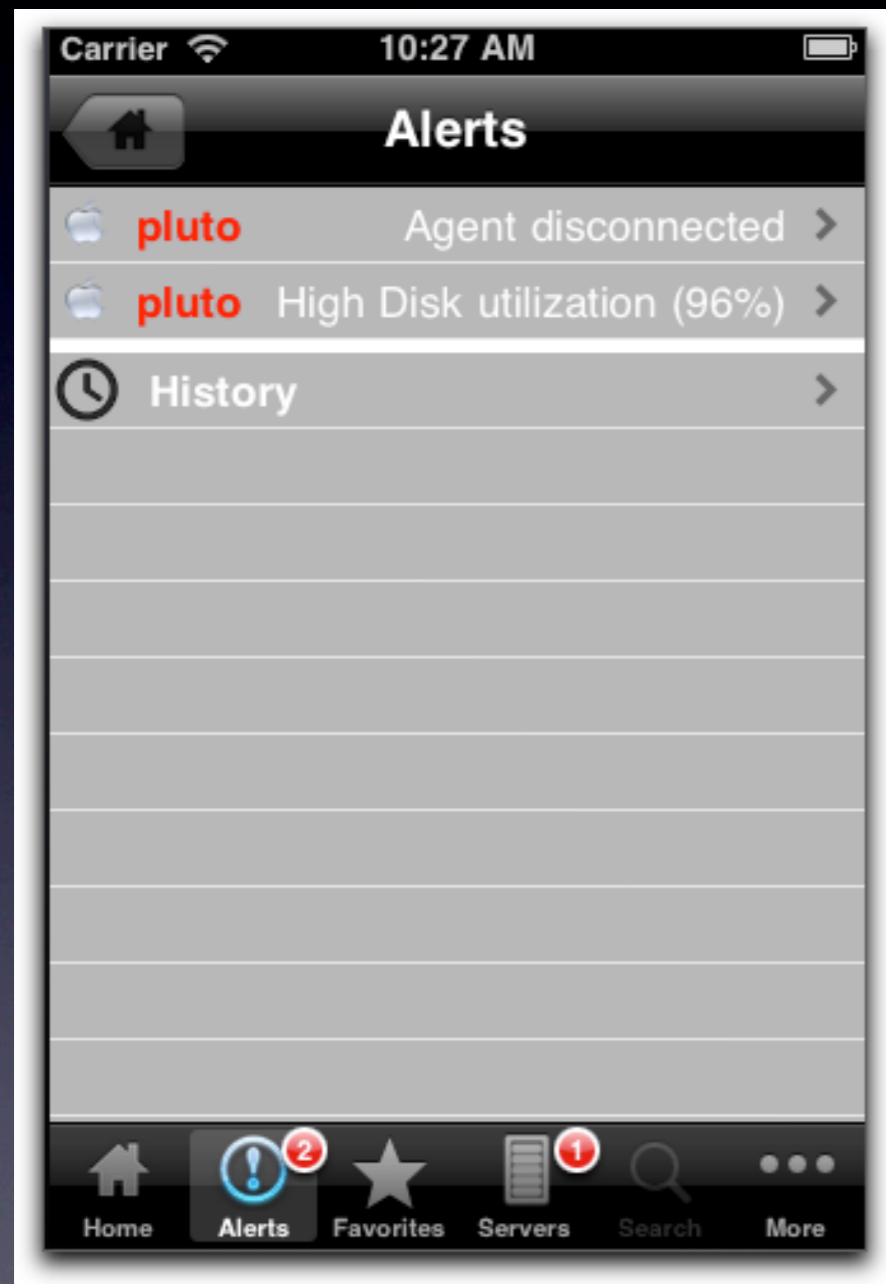 Carrier 10:27 AM
Alerts
pluto Agent disconnected
pluto High Disk utilization (96%)
History
2 1
Home Alerts Favorites Servers Search More